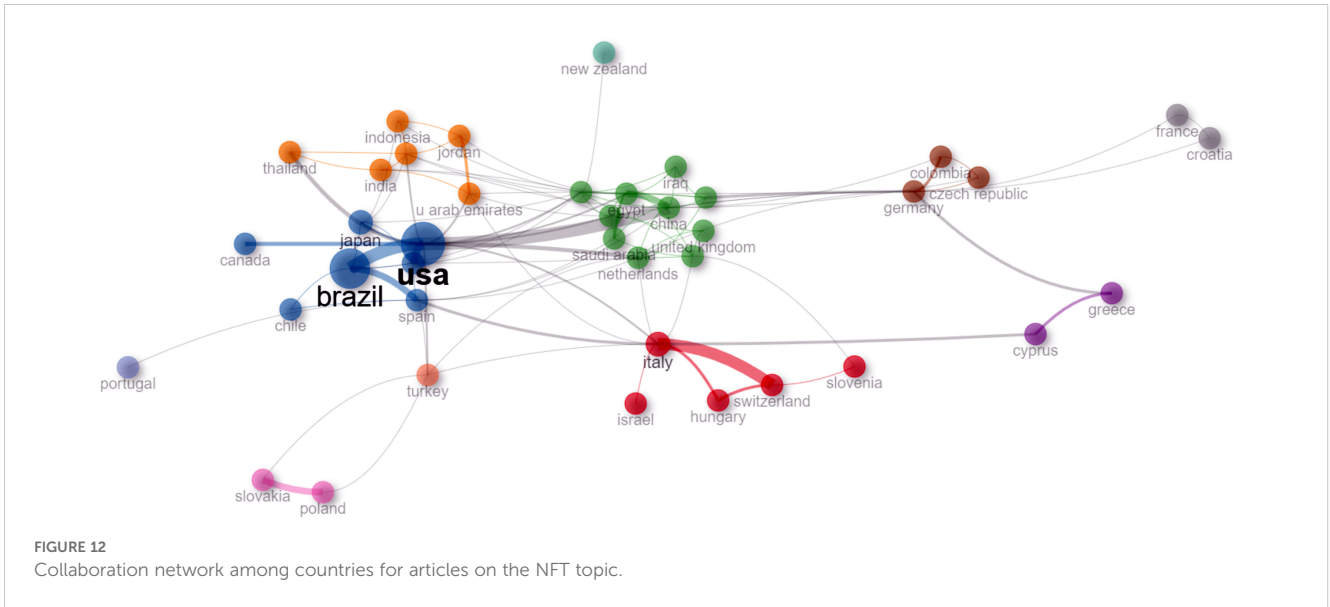 new zealand
france
croatia
indonesia
jordan
thailand
india
iraq
colombia
czech republic
germany
u arab emirates
egypt
china
japan
canada
saudi arabia
united kingdom
netherlands
usa
brazil
spain
chile
greece
cyprus
italy
portugal
turkey
slovenia
switzerland
hungary
israel
slovakia
poland
FIGURE 12
Collaboration network among countries for articles on the NFT topic.